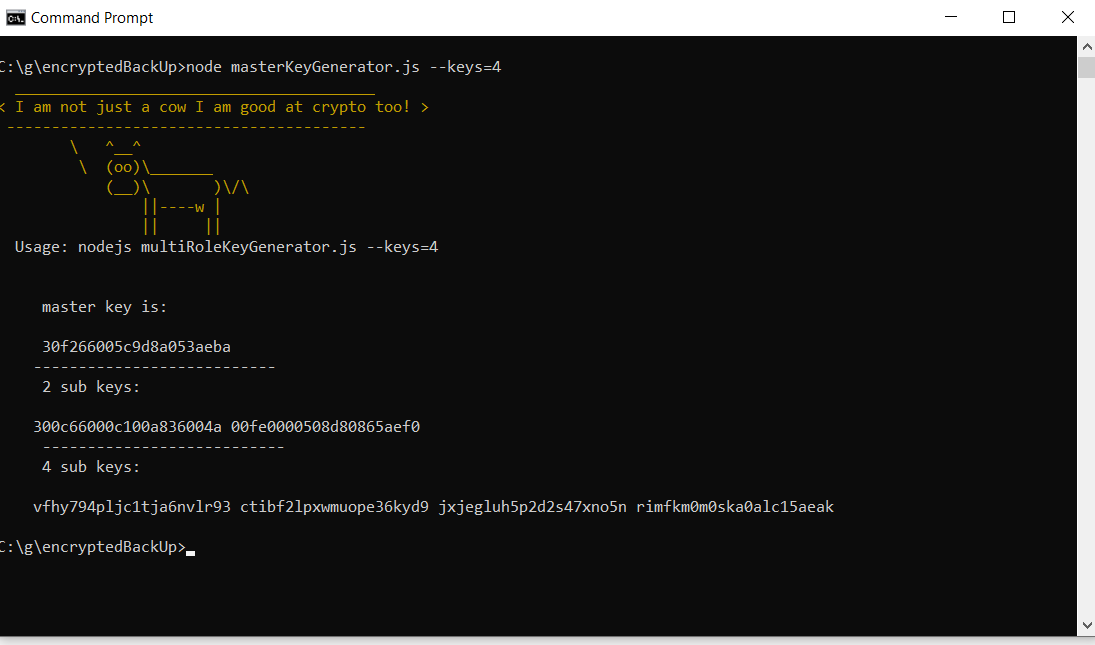 Command Prompt
C:\g\encryptedBackUp>node masterKeyGenerator.js --keys=4
 ________________________________________
< I am not just a cow I am good at crypto too! >
 ----------------------------------------
        \   ^__^
         \  (oo)\_______
            (__)\       )\/\
                ||----w |
                ||     ||
Usage: nodejs multiRoleKeyGenerator.js --keys=4
master key is:
30f266005c9d8a053aeba
---------------------------
2 sub keys:
300c66000c100a836004a 00fe0000508d80865aef0
---------------------------
4 sub keys:
vfhy794pljc1tja6nvlr93 ctibf2lpxwmuope36kyd9 jxjegluh5p2d2s47xno5n rimfkm0m0ska0alc15aeak
C:\g\encryptedBackUp>